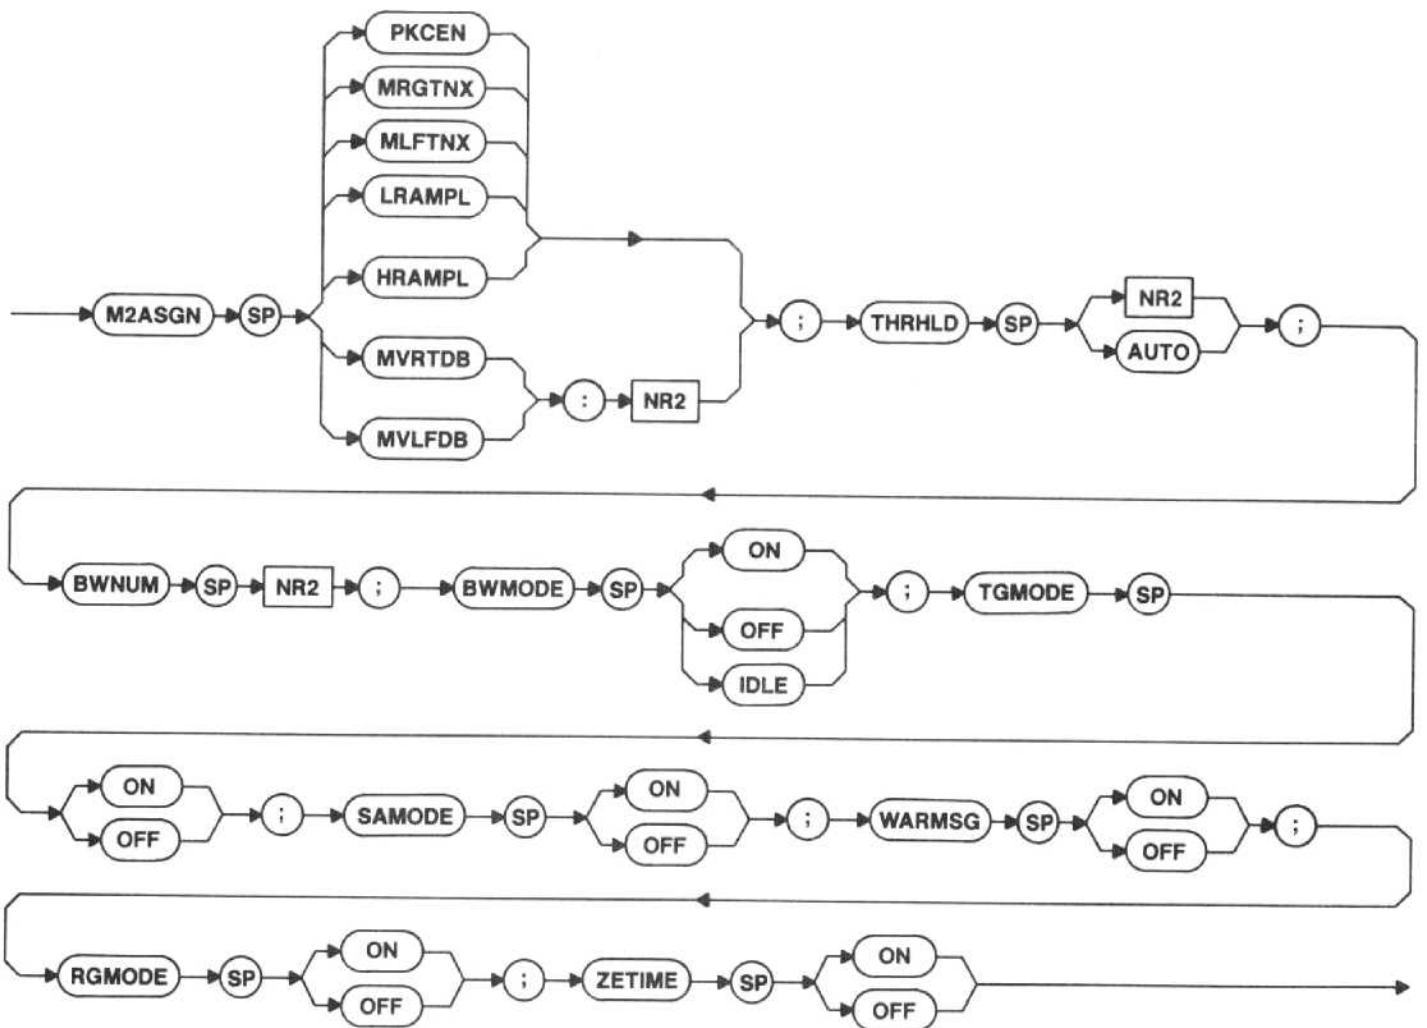 PKCEN
MRGTNX
MLFTNX
LRAMPL
HRAMPL
M2ASGN SP
MVRTDB
MVLFDB
: NR2
; THRHLD SP
NR2
AUTO
;
BWNUM SP NR2 ; BWMODE SP
ON
OFF
IDLE
; TGMODE SP
ON
OFF
; SAMODE SP
ON
OFF
; WARMSG SP
ON
OFF
;
RGMODE SP
ON
OFF
; ZETIME SP
ON
OFF